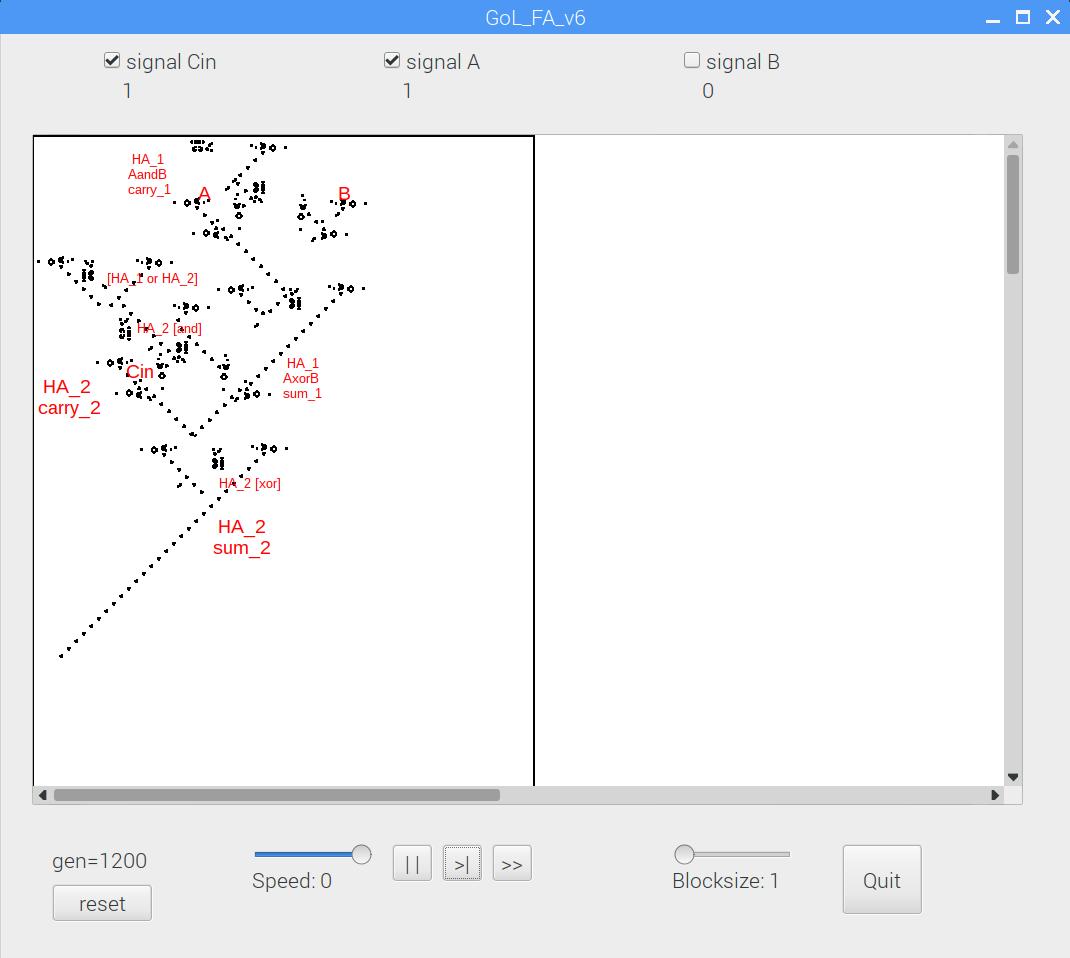 GoL_FA_v6
signal Cin
signal A
signal B
1
1
0
HA_1
AandB
carry_1
A
B
[HA_1 or HA_2]
HA_2 [and]
HA_1
AxorB
sum_1
Cin
HA_2
carry_2
HA_2 [xor]
HA_2
sum_2
gen=1200
reset
Speed: 0
||
>|
>>
Blocksize: 1
Quit